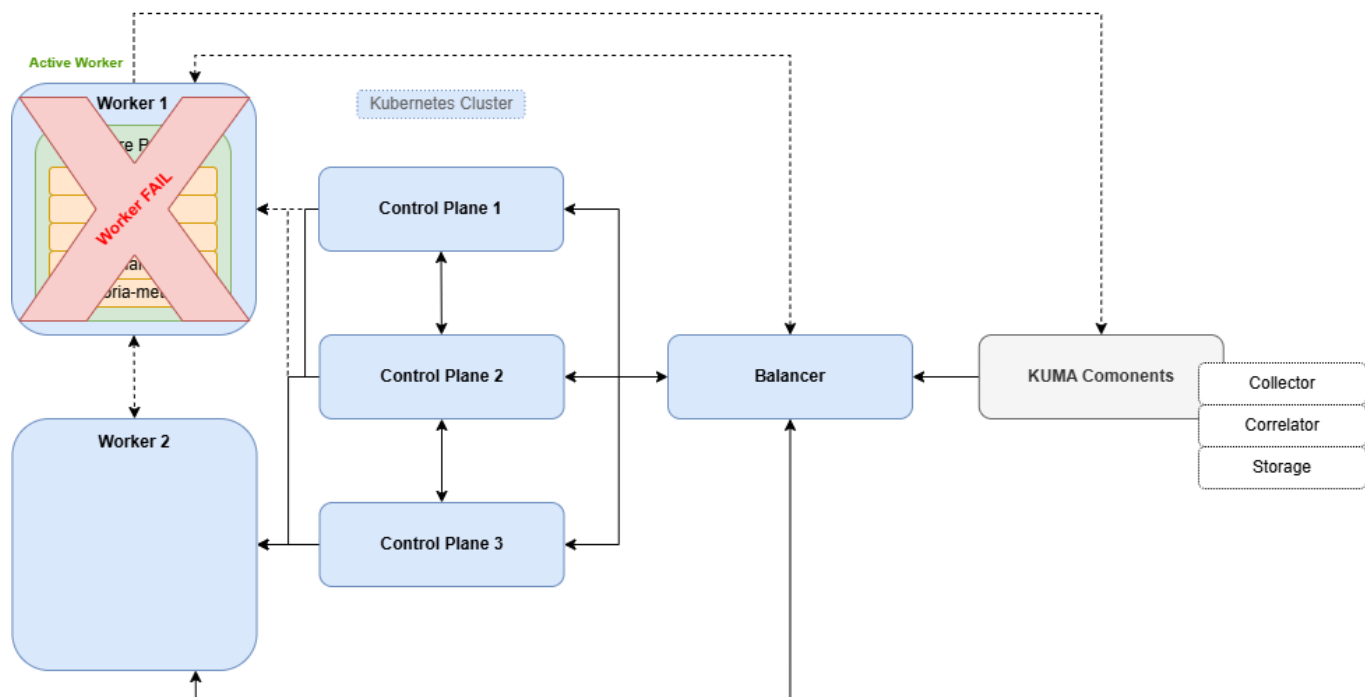 Active Worker
Worker 1
Kubernetes Cluster
Worker FAIL
Control Plane 1
Control Plane 2
Balancer
KUMA Comonents
Collector
Correlator
Storage
Worker 2
Control Plane 3